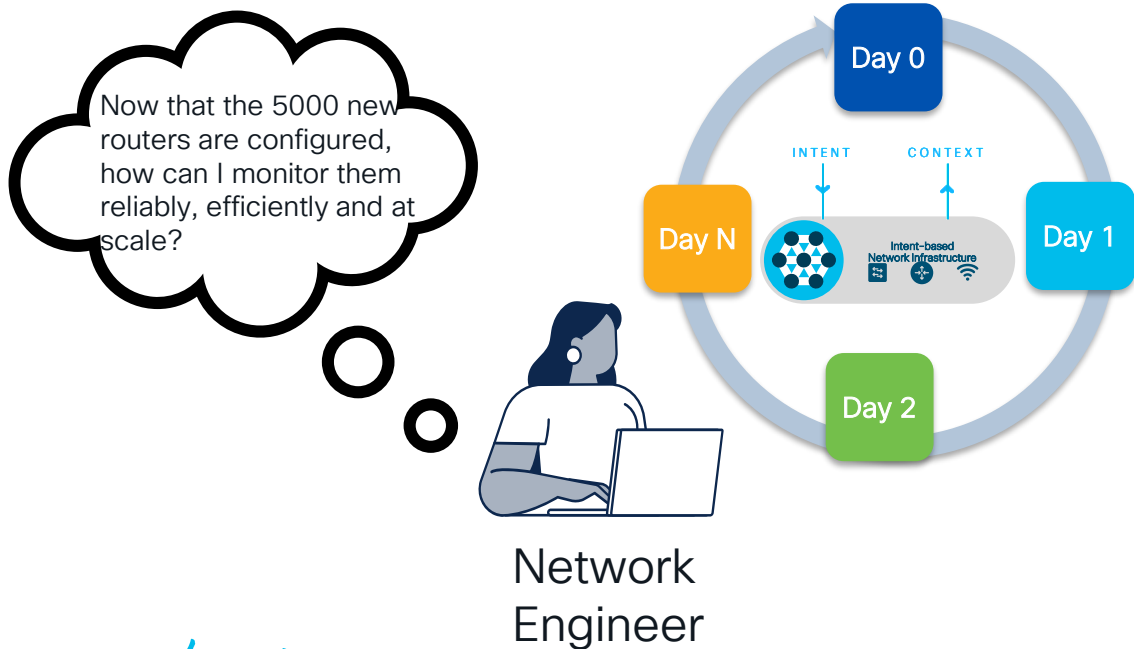 Now that the 5000 new
routers are configured,
how can I monitor them
reliably, efficiently and at
scale?
Day 0
INTENT
CONTEXT
Day N
Intent-based
Network Infrastructure
Day 1
Day 2
Network
Engineer